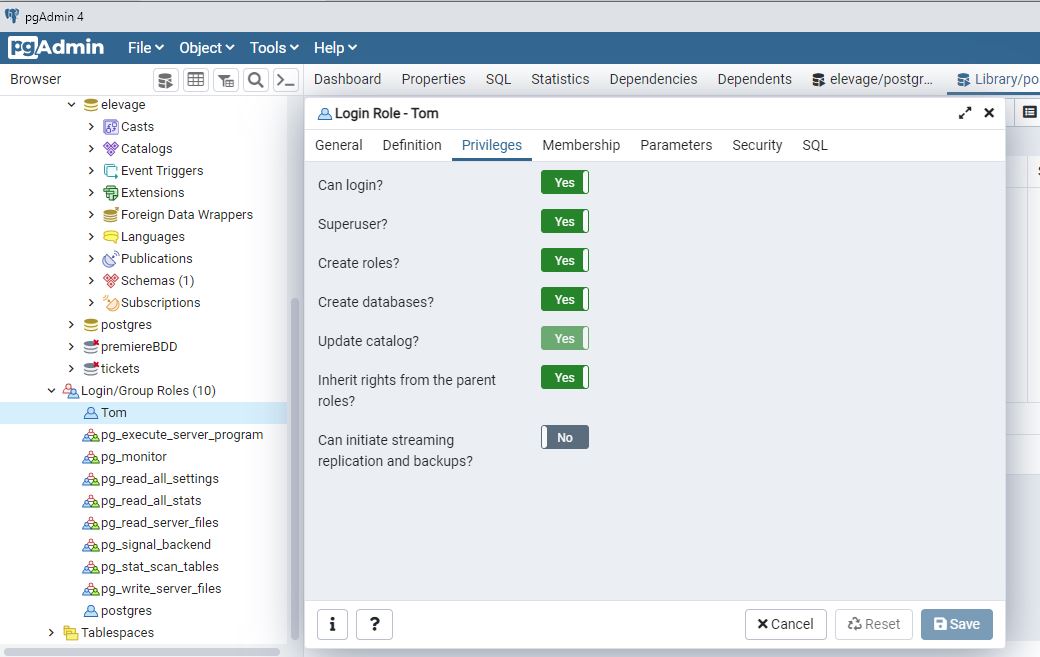 pgAdmin 4
pgAdmin File Object Tools Help
Browser Dashboard Properties SQL Statistics Dependencies Dependents elevage/postgr... Library/po
elevage
Casts
Catalogs
Event Triggers
Extensions
Foreign Data Wrappers
Languages
Publications
Schemas (1)
Subscriptions
postgres
premiereBDD
tickets
Login/Group Roles (10)
Tom
pg_execute_server_program
pg_monitor
pg_read_all_settings
pg_read_all_stats
pg_read_server_files
pg_signal_backend
pg_stat_scan_tables
pg_write_server_files
postgres
Tablespaces
Login Role - Tom
General Definition Privileges Membership Parameters Security SQL
Can login? Yes
Superuser? Yes
Create roles? Yes
Create databases? Yes
Update catalog? Yes
Inherit rights from the parent Yes
roles?
Can initiate streaming No
replication and backups?
i ? Cancel Reset Save